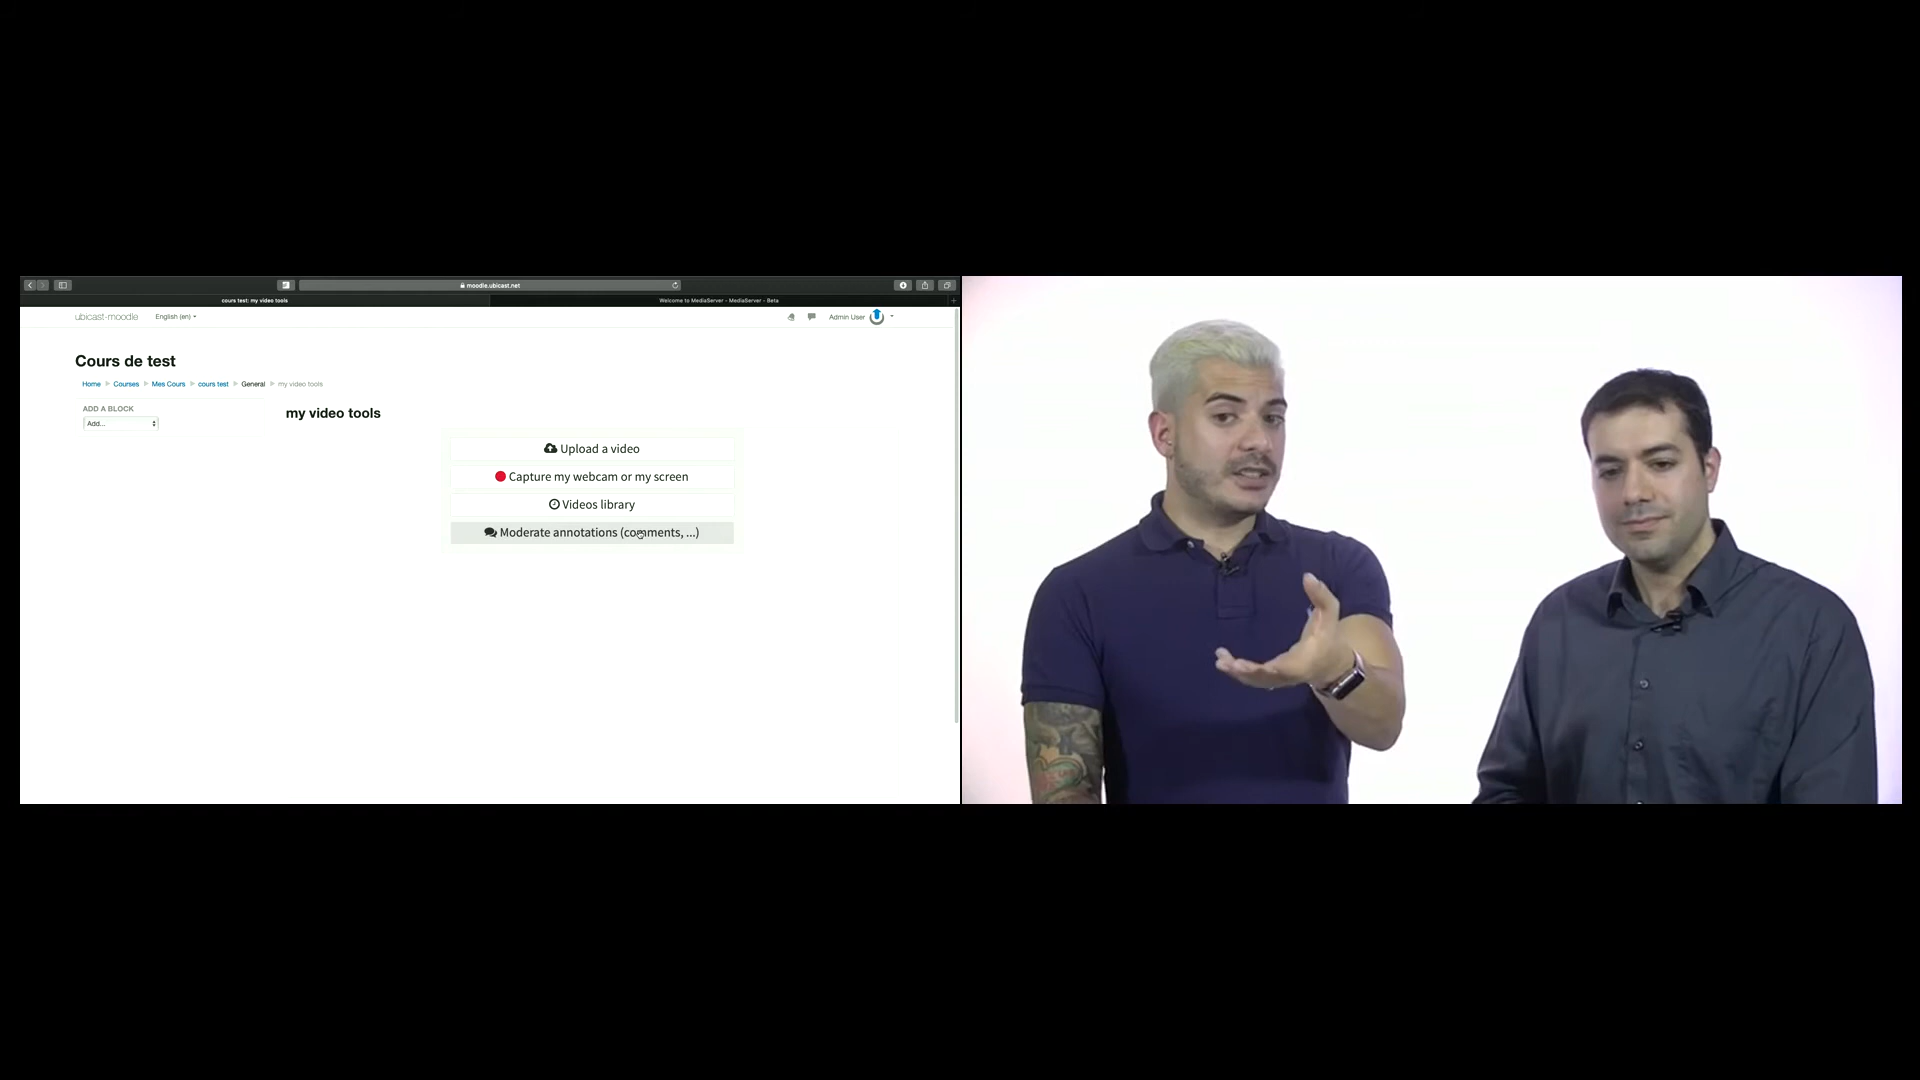 moodle.ubicast.net
cours test: my video tools
Welcome to MediaServer - MediaServer - Beta
ubicast-moodle
English (en)
Admin User
Cours de test
Home
Courses
Mes Cours
cours test
General
my video tools
ADD A BLOCK
Add...
my video tools
Upload a video
Capture my webcam or my screen
Videos library
Moderate annotations (comments, ...)